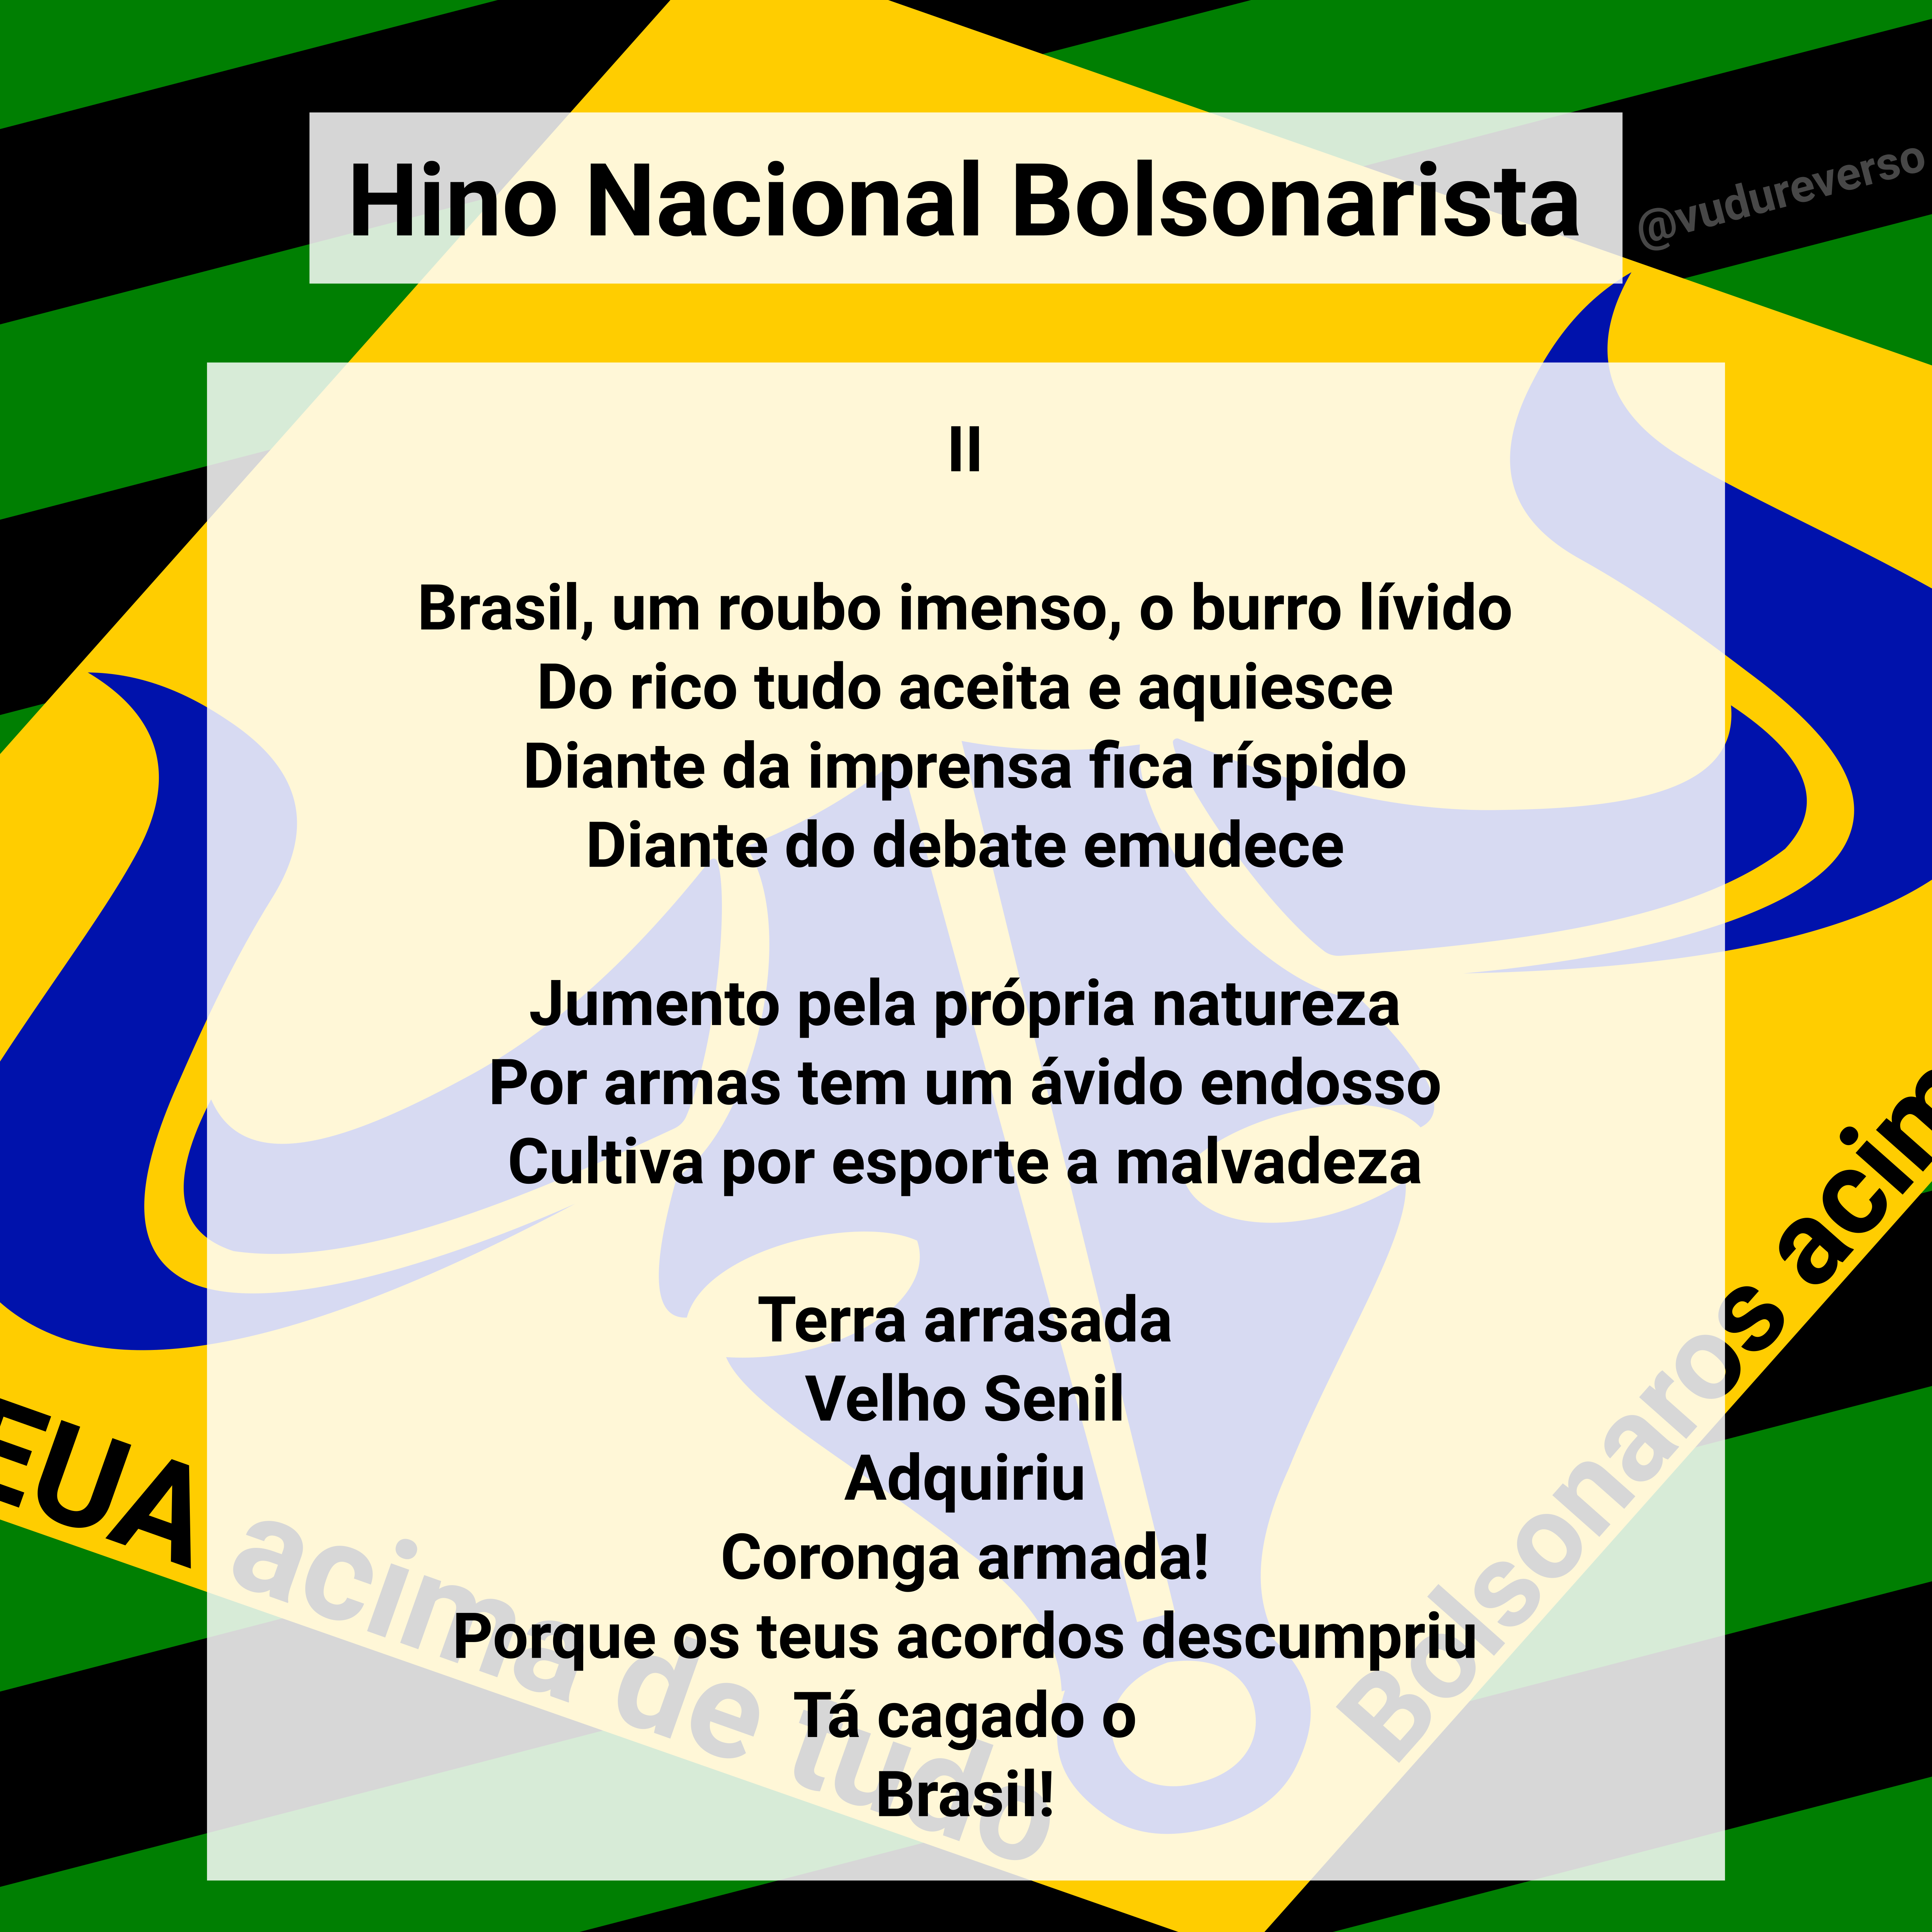 Hino Nacional Bolsonarista
@vudureverso
II
Brasil, um roubo imenso, o burro lívido
Do rico tudo aceita e aquiesce
Diante da imprensa fica ríspido
Diante do debate emudece
Jumento pela própria natureza
Por armas tem um ávido endosso
Cultiva por esporte a malvadeza
Terra arrasada
Velho Senil
Adquiriu
Coronga armada!
Porque os teus acordos descumpriu
Tá cagado o
Brasil!
EUA acima de tudo
Bolsonaros acim